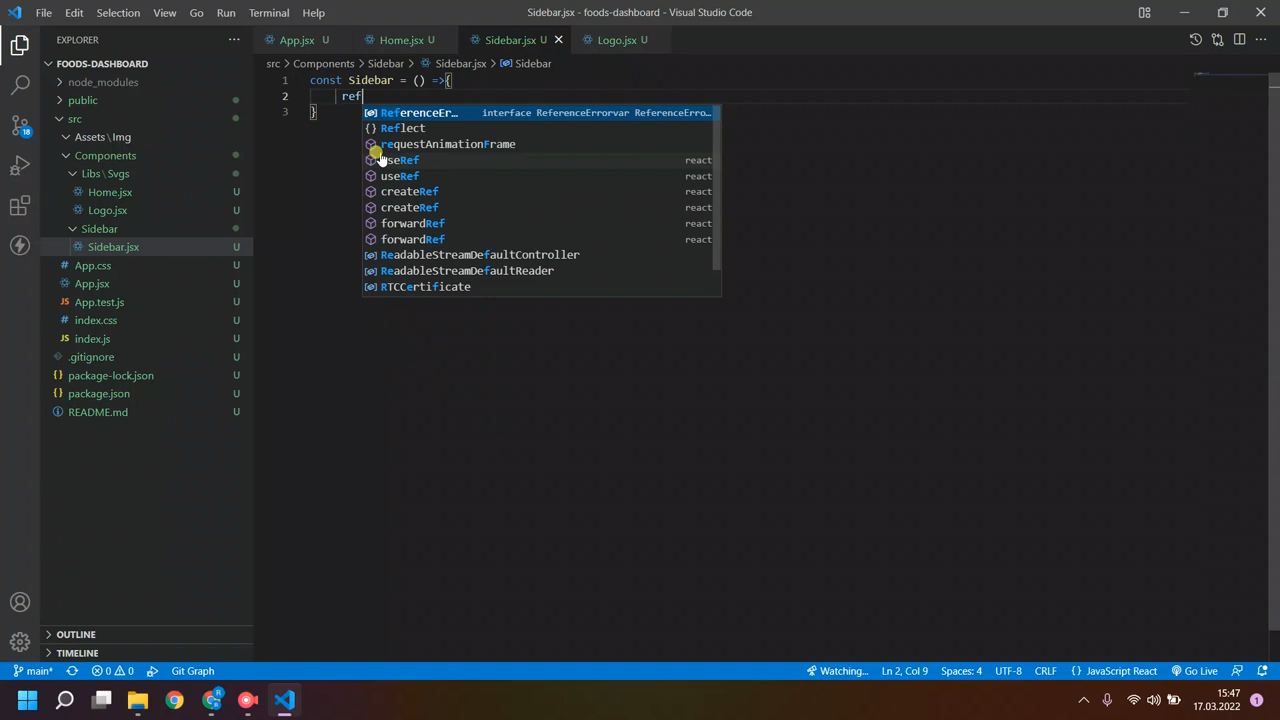 File Edit Selection View Go Run Terminal Help
Sidebar.jsx - foods-dashboard - Visual Studio Code
EXPLORER
FOODS-DASHBOARD
node_modules
public
src
Assets \ Img
Components
Libs \ Svgs
Home.jsx U
Logo.jsx U
Sidebar
Sidebar.jsx U
App.css U
App.jsx U
App.test.js U
index.css U
index.js U
.gitignore U
package-lock.json U
package.json U
README.md U
OUTLINE
TIMELINE
18
App.jsx U
Home.jsx U
Sidebar.jsx U
Logo.jsx U
src > Components > Sidebar > Sidebar.jsx > Sidebar
1 const Sidebar = () =>{
2 ref
3 }
ReferenceEr… interface ReferenceErrorvar ReferenceErro…
Reflect
requestAnimationFrame
useRef react
useRef react
createRef react
createRef react
forwardRef react
forwardRef react
ReadableStreamDefaultController
ReadableStreamDefaultReader
RTCCertificate
main* 0 0 Git Graph
Watching... Ln 2, Col 9 Spaces: 4 UTF-8 CRLF JavaScript React Go Live
15:47
17.03.2022
1